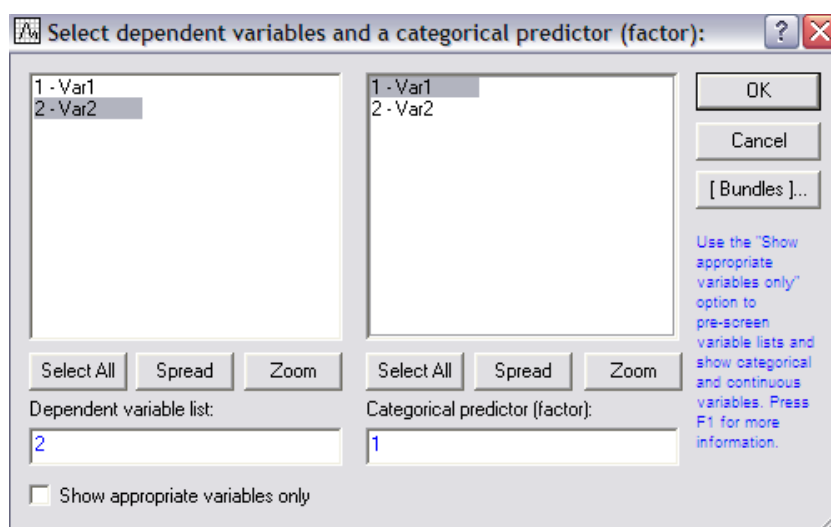 Select dependent variables and a categorical predictor (factor):
1 - Var1
2 - Var2
1 - Var1
2 - Var2
OK
Cancel
[ Bundles ]...
Use the "Show
appropriate
variables only"
option to
pre-screen
variable lists and
show categorical
and continuous
variables. Press
F1 for more
information.
Select All
Spread
Zoom
Select All
Spread
Zoom
Dependent variable list:
Categorical predictor (factor):
2
1
Show appropriate variables only